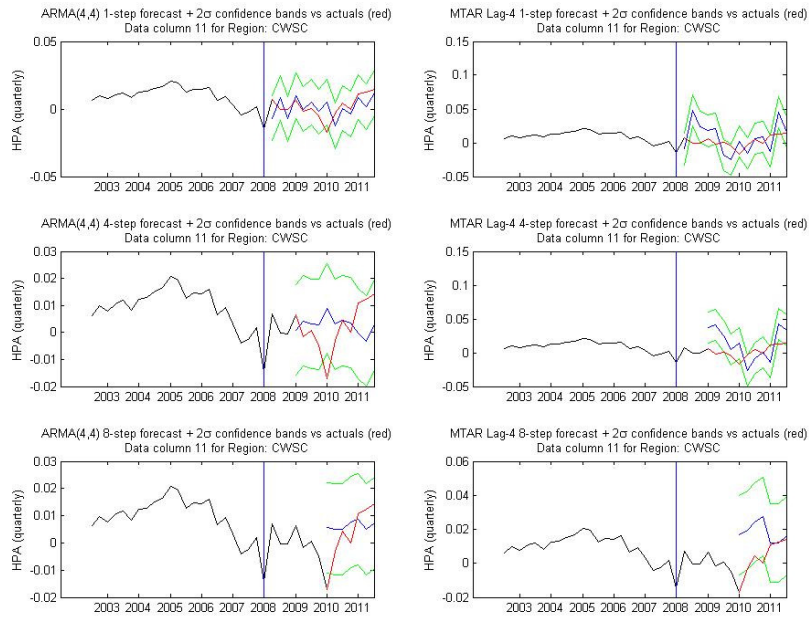 ARMA(4,4) 1-step forecast + 2σ confidence bands vs actuals (red)
Data column 11 for Region: CWSC
0.05
0
-0.05
HPA (quarterly)
2003 2004 2005 2006 2007 2008 2009 2010 2011
MTAR Lag-4 1-step forecast + 2σ confidence bands vs actuals (red)
Data column 11 for Region: CWSC
0.15
0.10
0.05
0
-0.05
HPA (quarterly)
2003 2004 2005 2006 2007 2008 2009 2010 2011
ARMA(4,4) 4-step forecast + 2σ confidence bands vs actuals (red)
Data column 11 for Region: CWSC
0.03
0.02
0.01
0
-0.01
-0.02
HPA (quarterly)
2003 2004 2005 2006 2007 2008 2009 2010 2011
MTAR Lag-4 4-step forecast + 2σ confidence bands vs actuals (red)
Data column 11 for Region: CWSC
0.15
0.10
0.05
0
-0.05
HPA (quarterly)
2003 2004 2005 2006 2007 2008 2009 2010 2011
ARMA(4,4) 8-step forecast + 2σ confidence bands vs actuals (red)
Data column 11 for Region: CWSC
0.03
0.02
0.01
0
-0.01
-0.02
HPA (quarterly)
2003 2004 2005 2006 2007 2008 2009 2010 2011
MTAR Lag-4 8-step forecast + 2σ confidence bands vs actuals (red)
Data column 11 for Region: CWSC
0.06
0.04
0.02
0
-0.02
HPA (quarterly)
2003 2004 2005 2006 2007 2008 2009 2010 2011